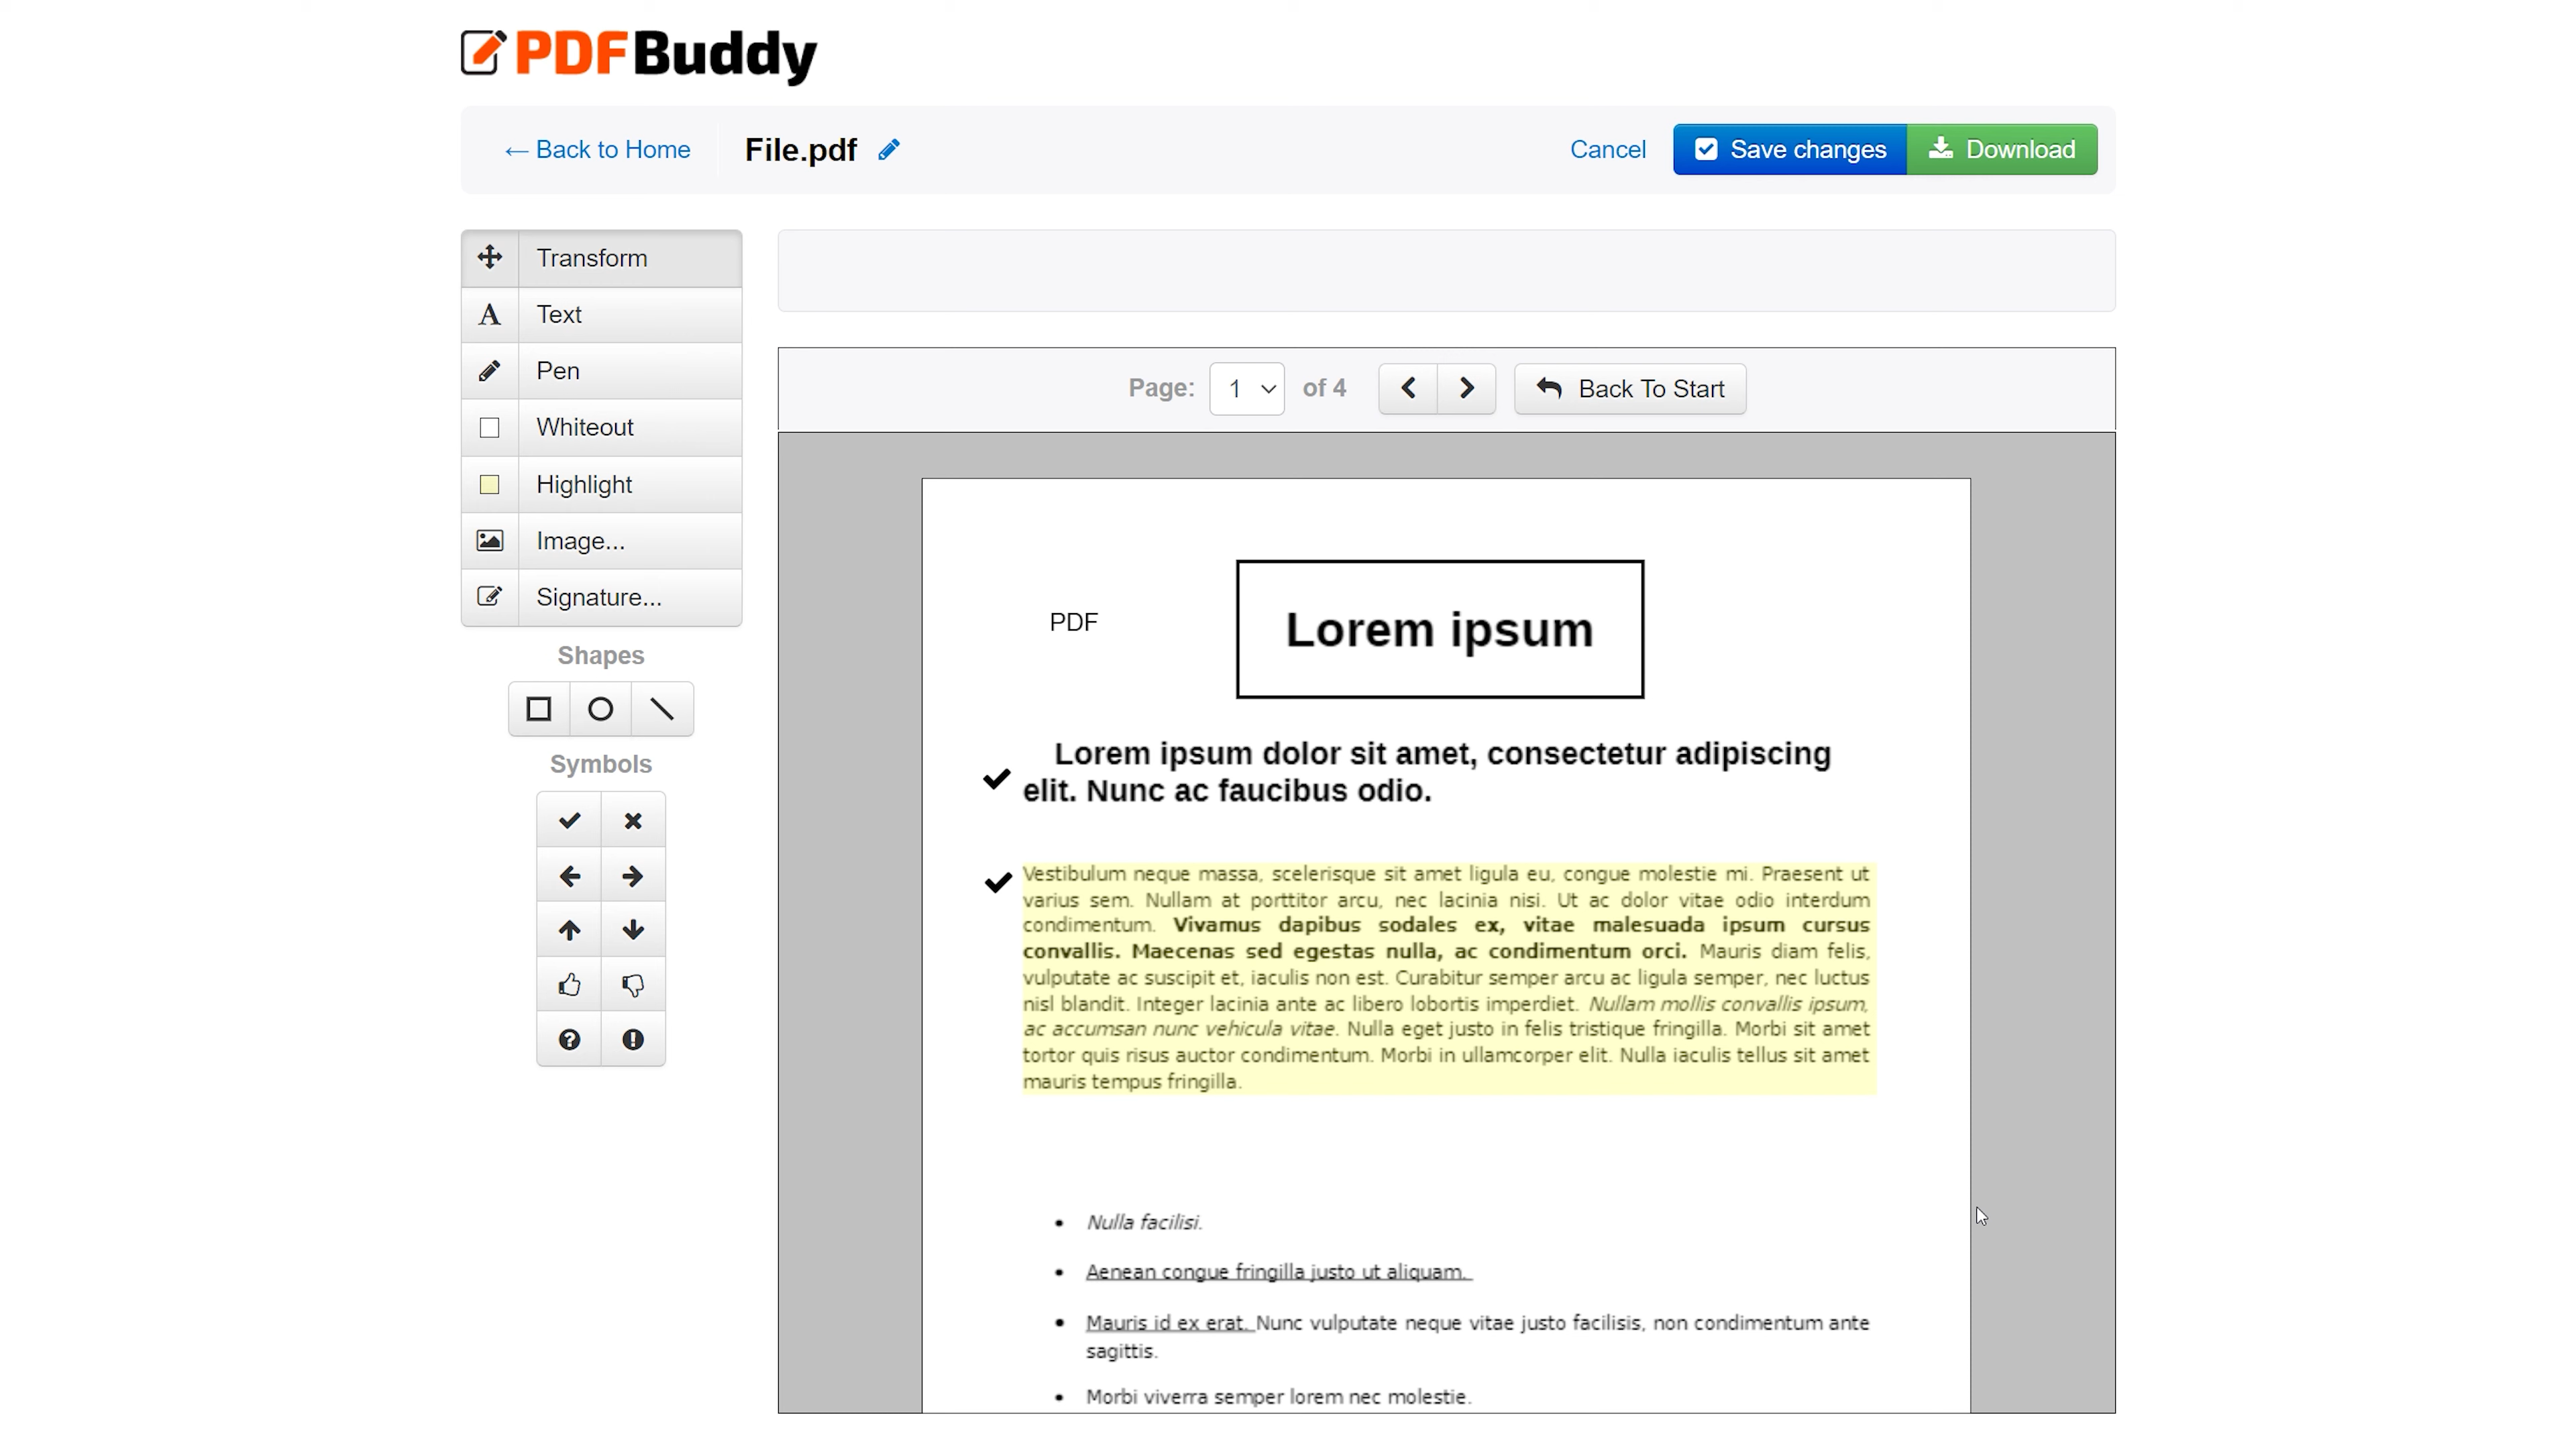 PDFBuddy
← Back to Home
File.pdf
Cancel
Save changes
Download
Transform
A Text
Pen
Whiteout
Highlight
Image...
Signature...
Shapes
Symbols
Page: 1 of 4
Back To Start
PDF
Lorem ipsum
Lorem ipsum dolor sit amet, consectetur adipiscing
elit. Nunc ac faucibus odio.
Vestibulum neque massa, scelerisque sit amet ligula eu, congue molestie mi. Praesent ut
varius sem. Nullam at porttitor arcu, nec lacinia nisi. Ut ac dolor vitae odio interdum
condimentum. Vivamus dapibus sodales ex, vitae malesuada ipsum cursus
convallis. Maecenas sed egestas nulla, ac condimentum orci. Mauris diam felis,
vulputate ac suscipit et, iaculis non est. Curabitur semper arcu ac ligula semper, nec luctus
nisl blandit. Integer lacinia ante ac libero lobortis imperdiet. Nullam mollis convallis ipsum,
ac accumsan nunc vehicula vitae. Nulla eget justo in felis tristique fringilla. Morbi sit amet
tortor quis risus auctor condimentum. Morbi in ullamcorper elit. Nulla iaculis tellus sit amet
mauris tempus fringilla.
• Nulla facilisi.
• Aenean congue fringilla justo ut aliquam.
• Mauris id ex erat. Nunc vulputate neque vitae justo facilisis, non condimentum ante
sagittis.
• Morbi viverra semper lorem nec molestie.